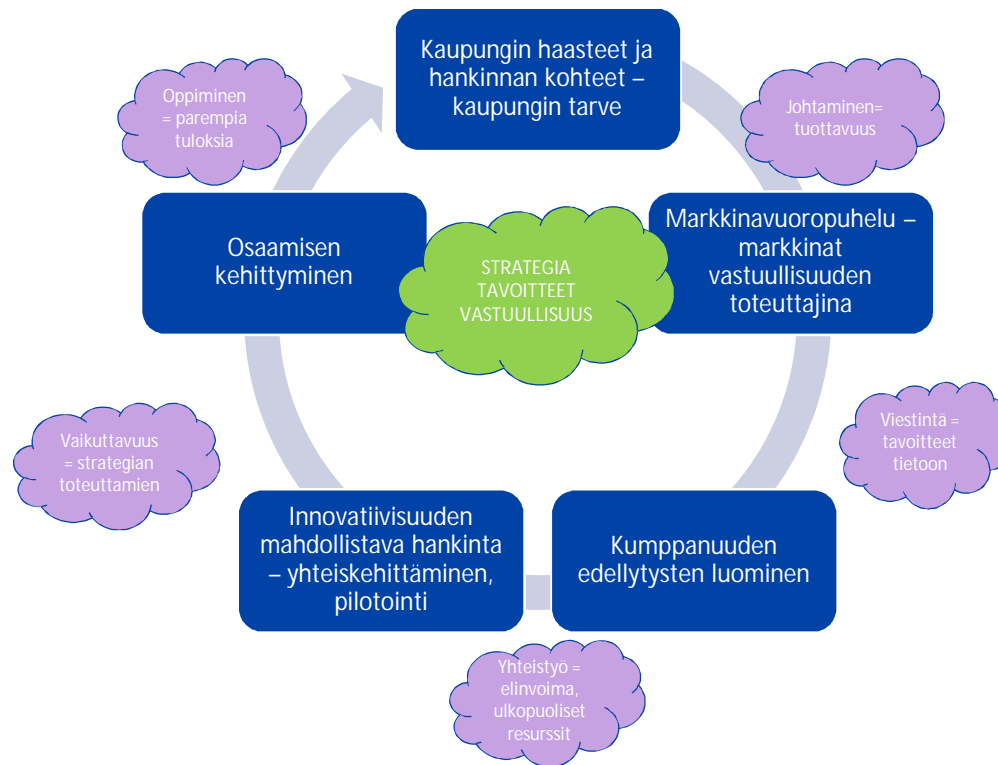 Kaupungin haasteet ja
hankinnan kohteet –
kaupungin tarve
Oppiminen
= parempia
tuloksia
Johtaminen=
tuottavuus
Osaamisen
kehittyminen
STRATEGIA
TAVOITTEET
VASTUULLISUUS
Markkinavuoropuhelu –
markkinat
vastuullisuuden
toteuttajina
Vaikuttavuus
= strategian
toteuttamien
Viestintä =
tavoitteet
tietoon
Innovatiivisuuden
mahdollistava hankinta
– yhteiskehittäminen,
pilotointi
Kumppanuuden
edellytysten luominen
Yhteistyö =
elinvoima,
ulkopuoliset
resurssit